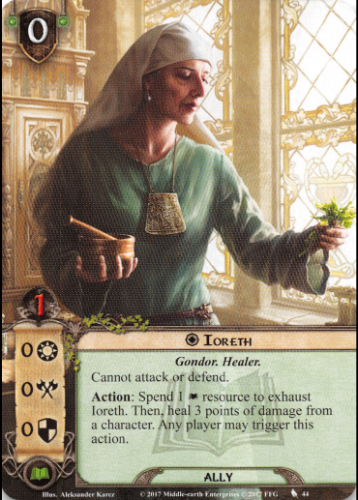 0
1
0
0
0
Ioreth
Gondor. Healer.
Cannot attack or defend.
Action: Spend 1 resource to exhaust
Ioreth. Then, heal 3 points of damage from
a character. Any player may trigger this
action.
ALLY
Illus. Aleksander Karcz © 2017 Middle-earth Enterprises © 2017 FFG 44